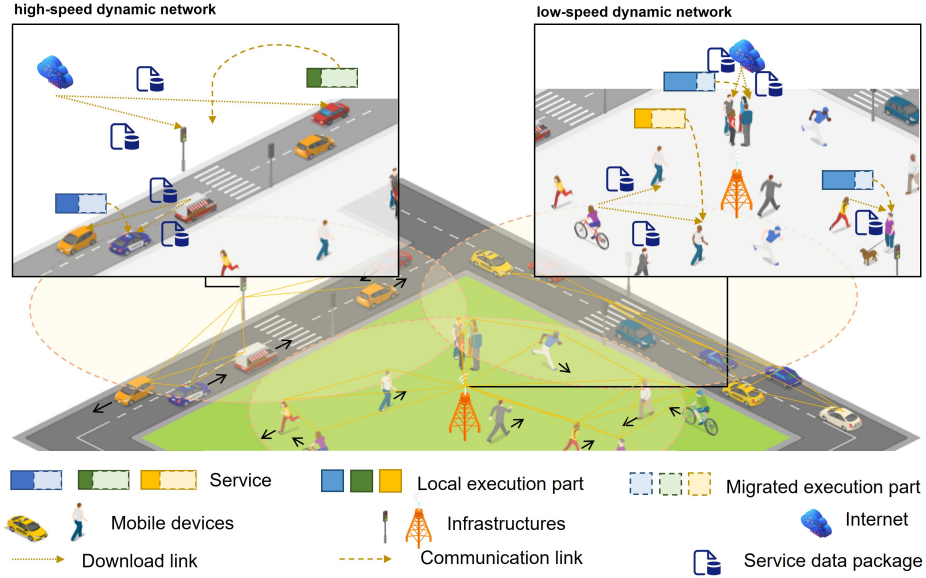 high-speed dynamic network
low-speed dynamic network
Service
Local execution part
Migrated execution part
Mobile devices
Infrastructures
Internet
Download link
Communication link
Service data package